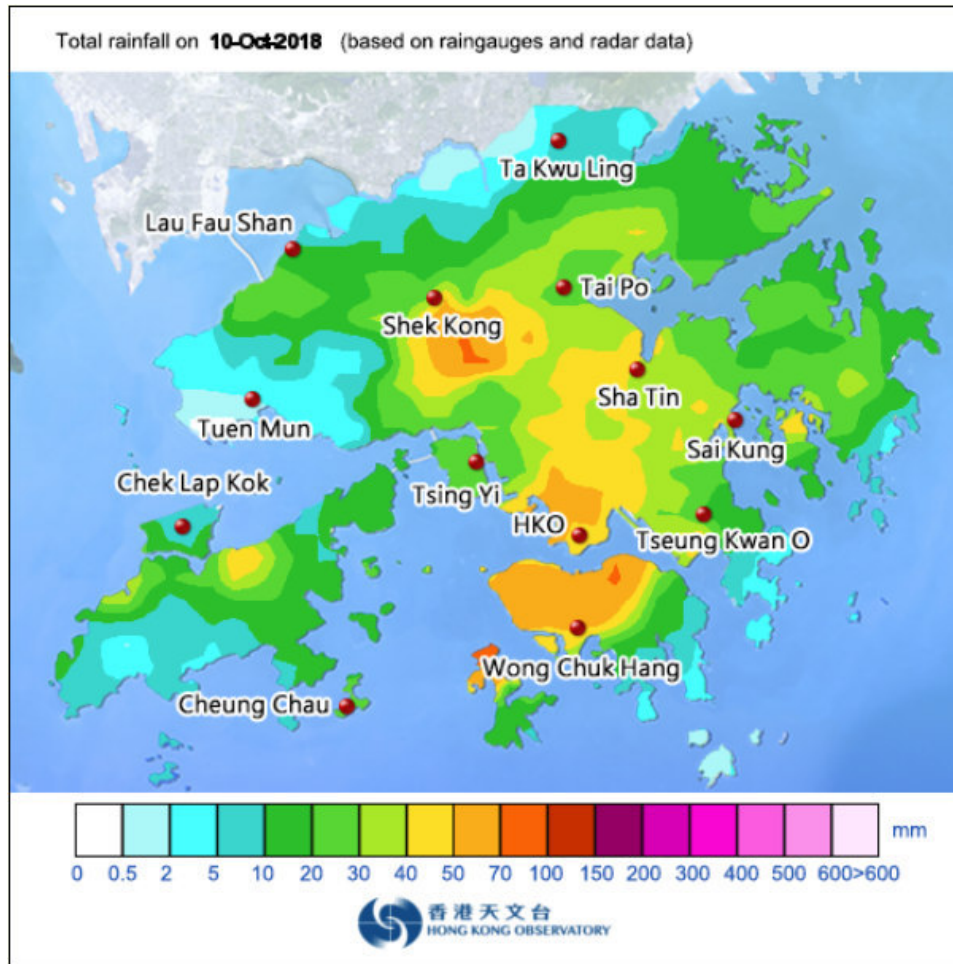 Total rainfall on 10-Oct-2018 (based on raingauges and radar data)
Ta Kwu Ling
Lau Fau Shan
Tai Po
Shek Kong
Sha Tin
Tuen Mun
Sai Kung
Chek Lap Kok
Tsing Yi
HKO
Tseung Kwan O
Wong Chuk Hang
Cheung Chau
mm
0 0.5 2 5 10 20 30 40 50 70 100 150 200 300 400 500 600>600
香港天文台
HONG KONG OBSERVATORY